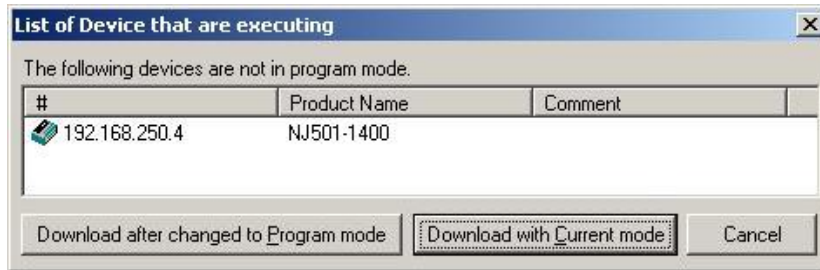 List of Device that are executing
The following devices are not in program mode.
# Product Name Comment
192.168.250.4 NJ501-1400
Download after changed to Program mode Download with Current mode Cancel